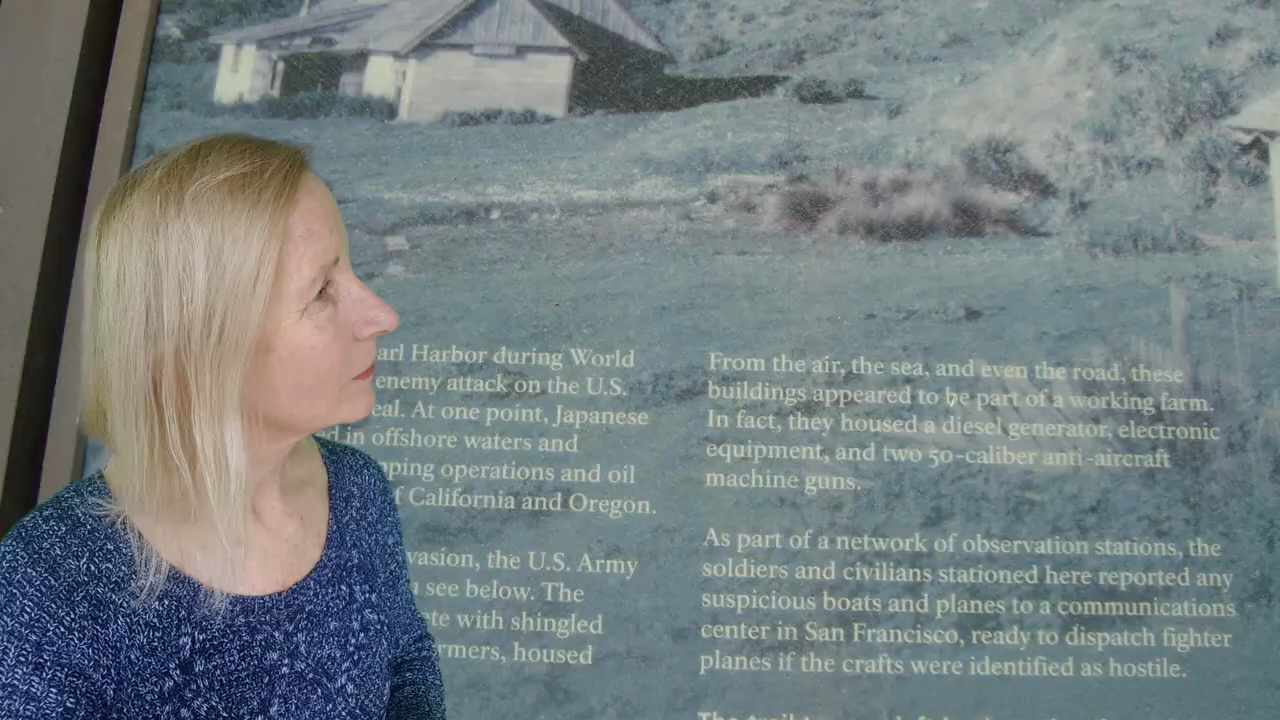 arl Harbor during World
enemy attack on the U.S.
eal. At one point, Japanese
d in offshore waters and
pping operations and oil
f California and Oregon.
vasion, the U.S. Army
see below. The
ete with shingled
rmers, housed
From the air, the sea, and even the road, these
buildings appeared to be part of a working farm.
In fact, they housed a diesel generator, electronic
equipment, and two 50-caliber anti-aircraft
machine guns.
As part of a network of observation stations, the
soldiers and civilians stationed here reported any
suspicious boats and planes to a communications
center in San Francisco, ready to dispatch fighter
planes if the crafts were identified as hostile.
The trail